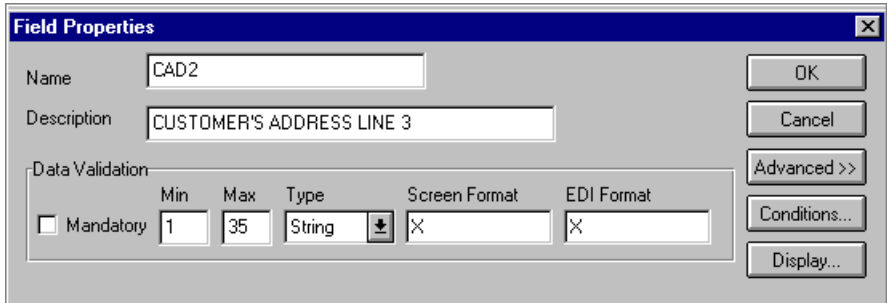 Field Properties
Name CAD2 OK
Description CUSTOMER'S ADDRESS LINE 3 Cancel
Data Validation Advanced >>
Min Max Type Screen Format EDI Format
Mandatory 1 35 String X X Conditions...
Display...